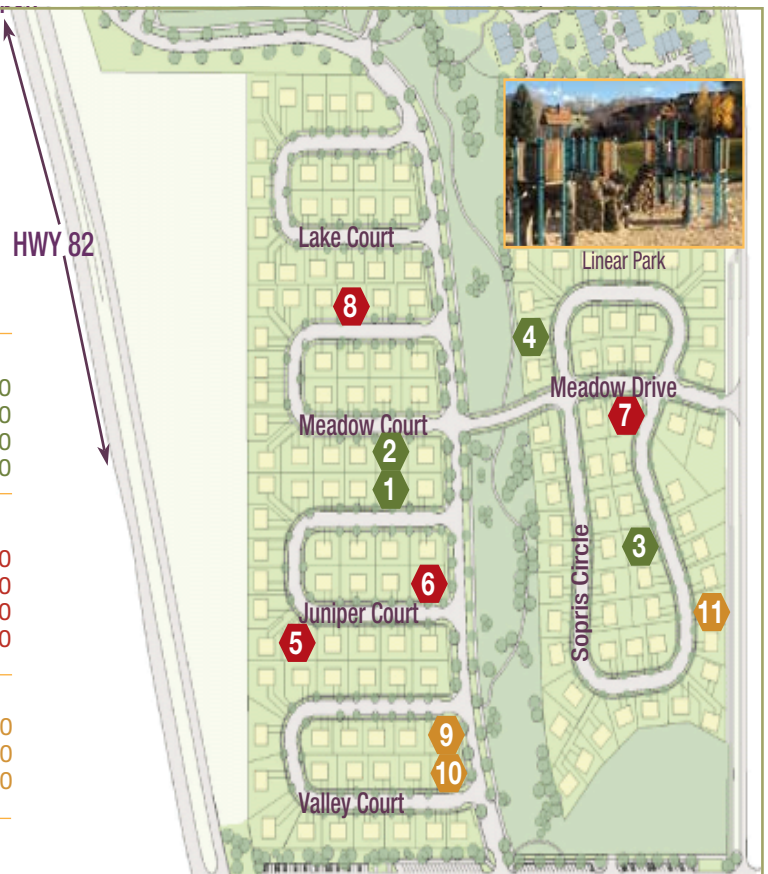 HWY 82
Lake Court
Linear Park
8
4
Meadow Drive
7
Meadow Court
2
1
3
Sopris Circle
6
Juniper Court
11
5
9
10
Valley Court
0
0
0
0
0
0
0
0
0
0
0